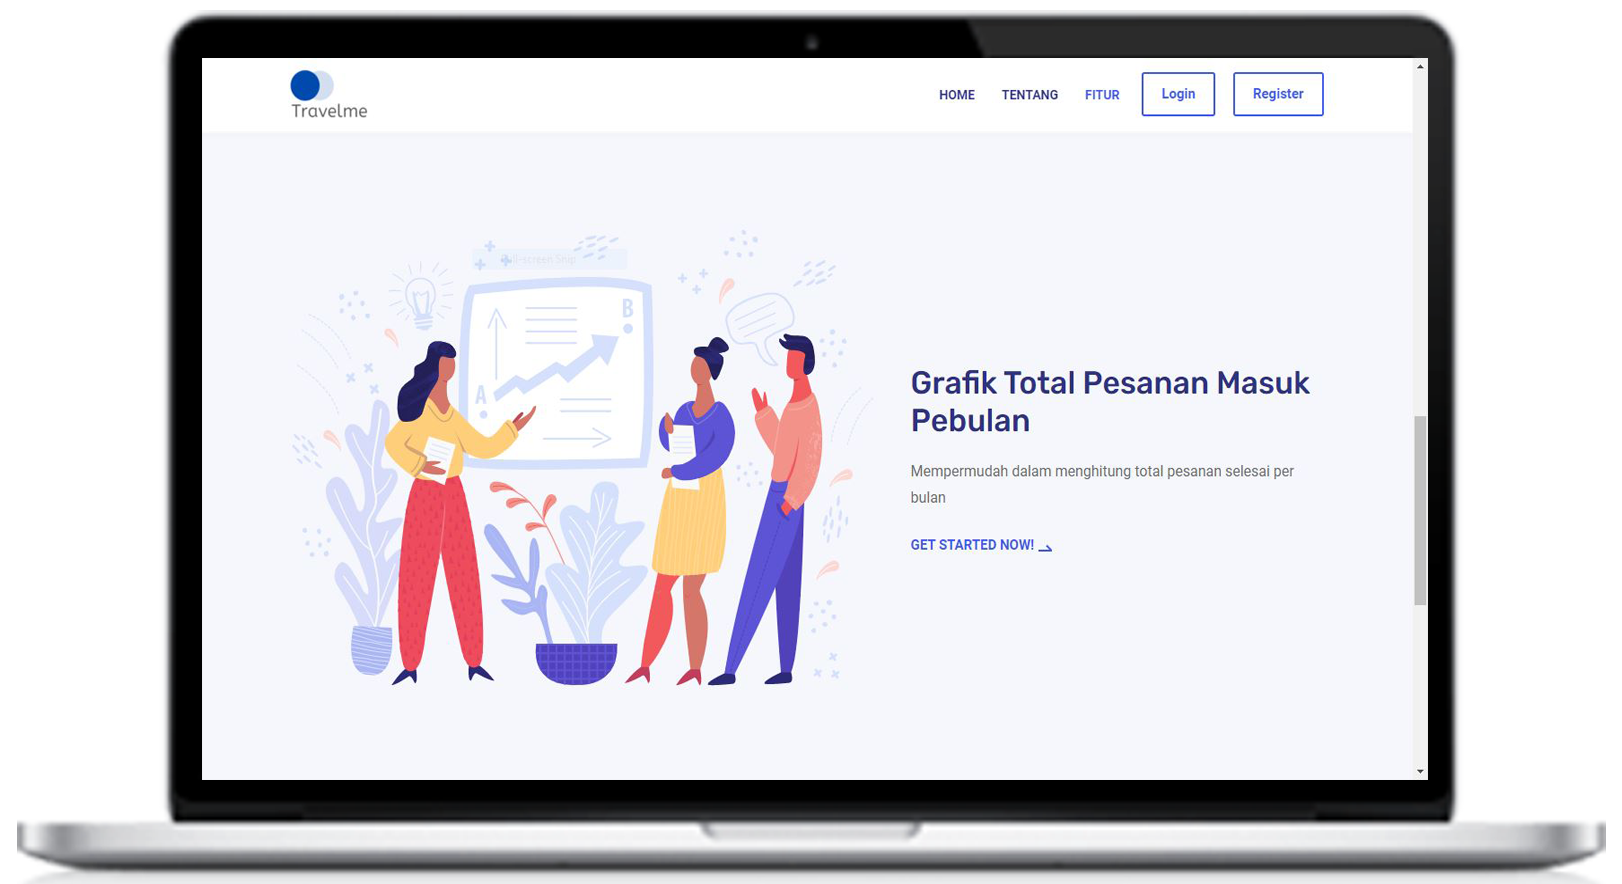 Travelme
HOME TENTANG FITUR Login Register
B
A
Grafik Total Pesanan Masuk
Pebulan
Mempermudah dalam menghitung total pesanan selesai per
bulan
GET STARTED NOW!